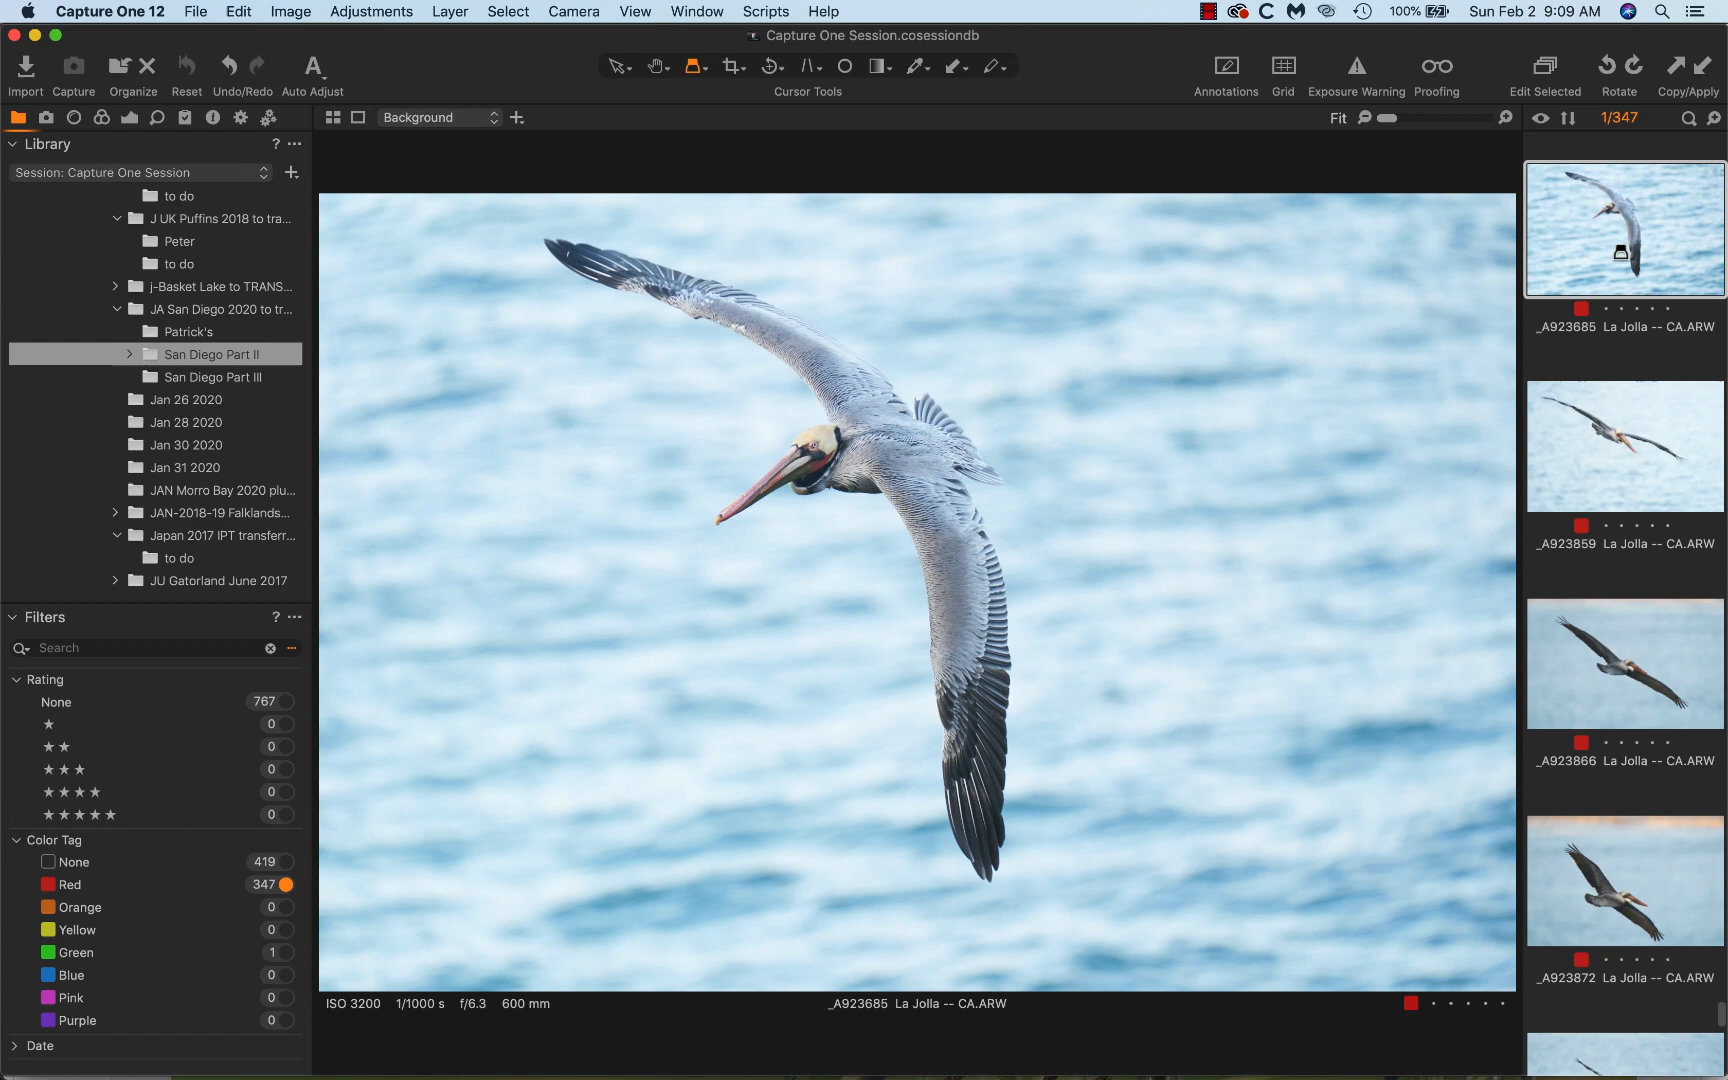 Capture One 12 File Edit Image Adjustments Layer Select Camera View Window Scripts Help 100% Sun Feb 2 9:09 AM
Capture One Session.cosessiondb
Import Capture Organize Reset Undo/Redo Auto Adjust Cursor Tools Annotations Grid Exposure Warning Proofing Edit Selected Rotate Copy/Apply
Background Fit 1/347
Library ?
Session: Capture One Session
to do
J UK Puffins 2018 to tra...
Peter
to do
j-Basket Lake to TRANS...
JA San Diego 2020 to tr...
Patrick's
San Diego Part II
San Diego Part III
Jan 26 2020
Jan 28 2020
Jan 30 2020
Jan 31 2020
JAN Morro Bay 2020 plu...
JAN-2018-19 Falklands...
Japan 2017 IPT transferr...
to do
JU Gatorland June 2017
Filters ?
Search
Rating
None 767
★ 0
★★ 0
★★★ 0
★★★★ 0
★★★★★ 0
Color Tag
None 419
Red 347
Orange 0
Yellow 0
Green 1
Blue 0
Pink 0
Purple 0
Date
ISO 3200 1/1000 s f/6.3 600 mm _A923685 La Jolla -- CA.ARW
_A923685 La Jolla -- CA.ARW
_A923859 La Jolla -- CA.ARW
_A923866 La Jolla -- CA.ARW
_A923872 La Jolla -- CA.ARW